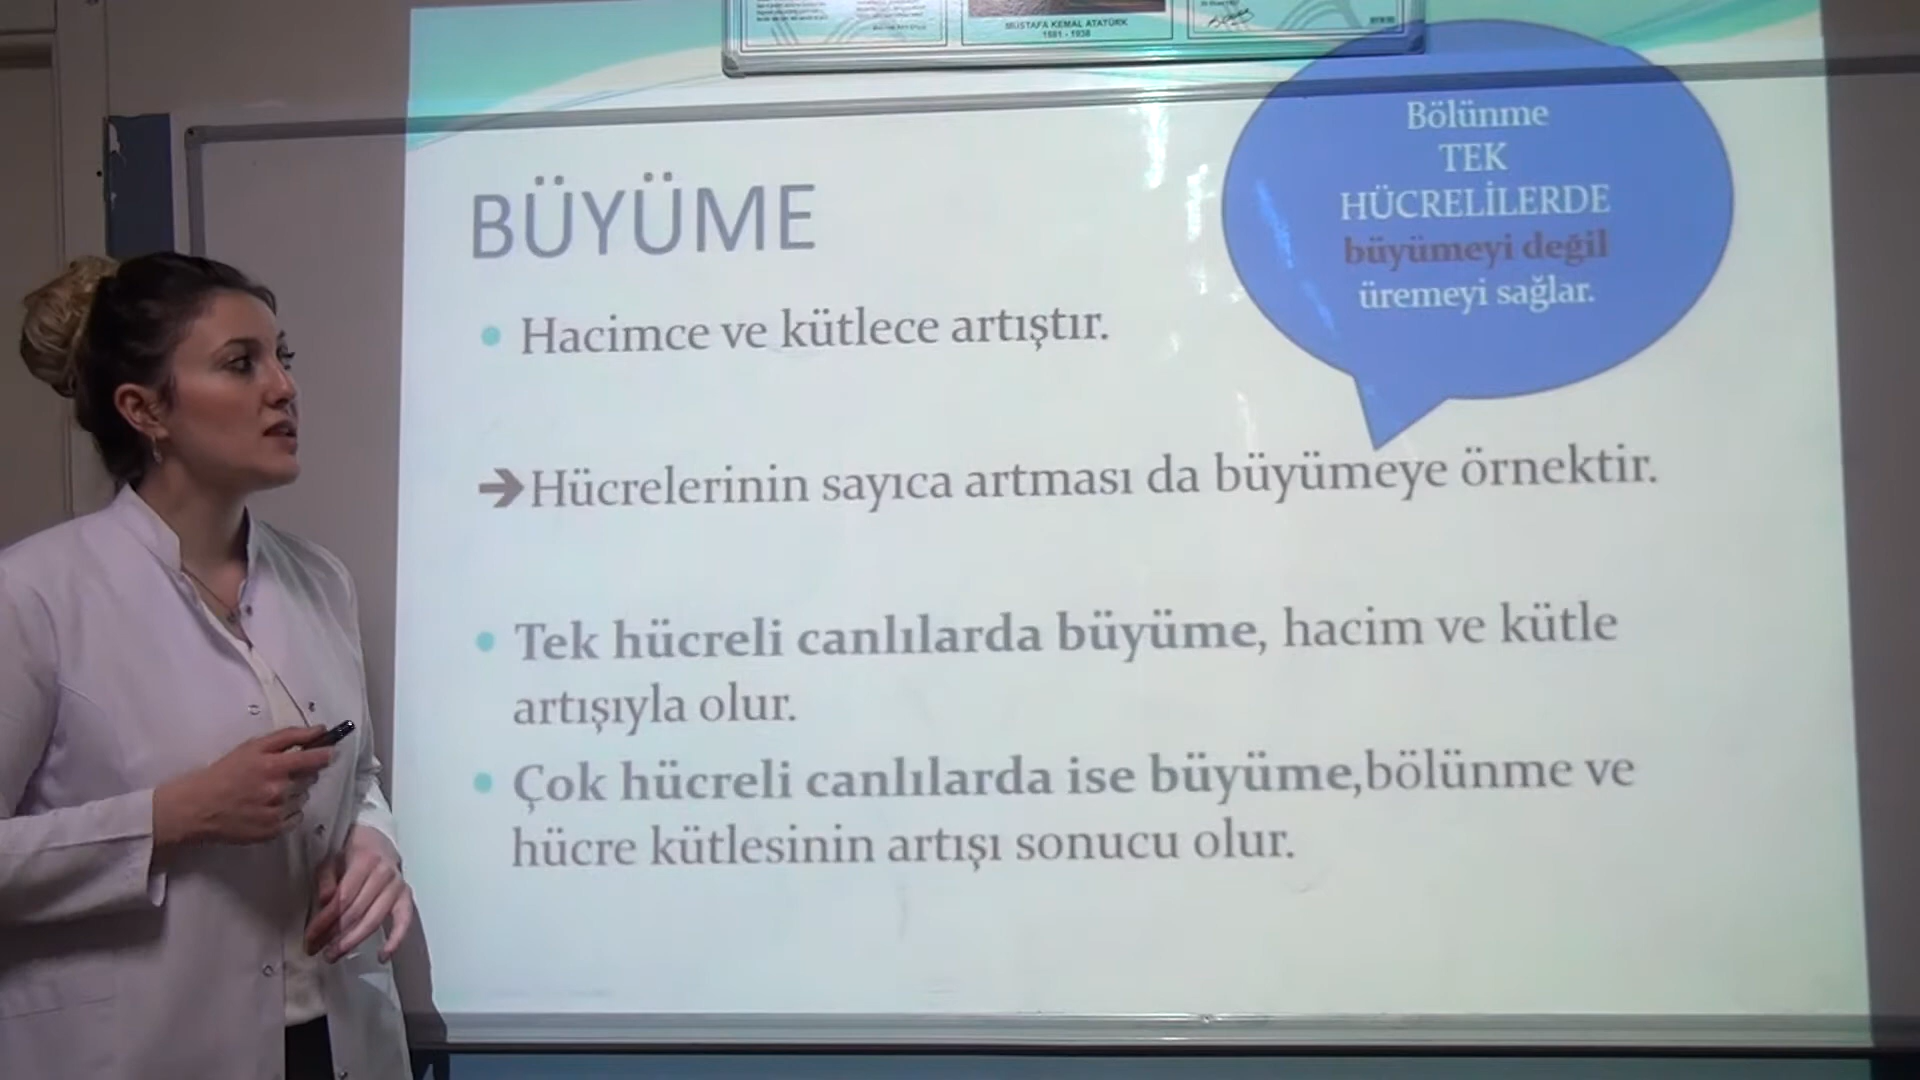 MUSTAFA KEMAL ATATÜRK
1881 - 1938
Bölünme
TEK
HÜCRELİLERDE
büyümeyi değil
üremeyi sağlar.
BÜYÜME
• Hacimce ve kütlece artıştır.
➔Hücrelerinin sayıca artması da büyümeye örnektir.
• Tek hücreli canlılarda büyüme, hacim ve kütle
artışıyla olur.
• Çok hücreli canlılarda ise büyüme,bölünme ve
hücre kütlesinin artışı sonucu olur.